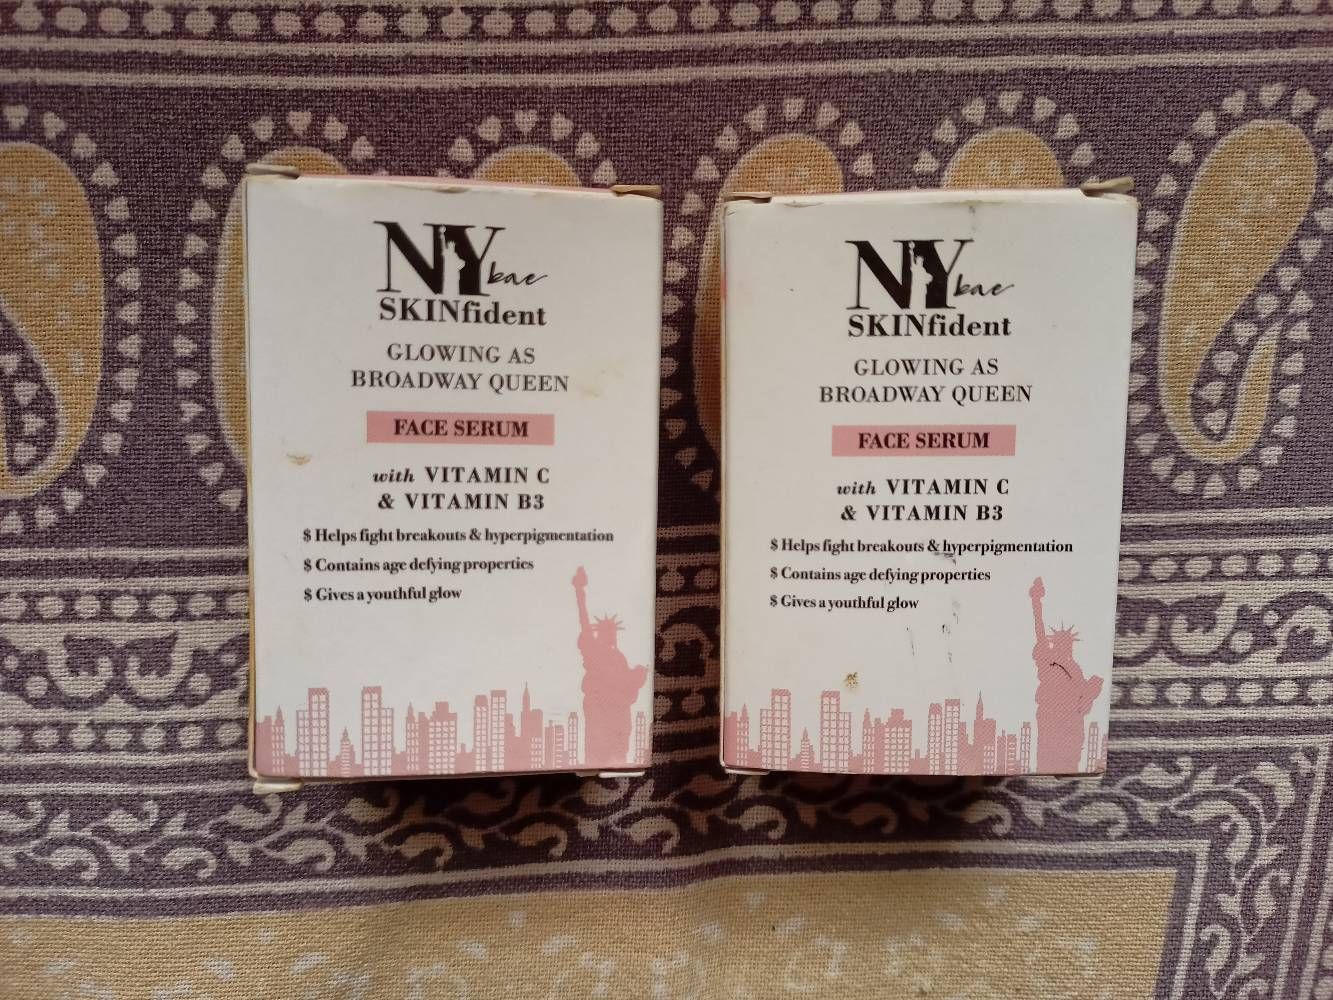 NY bae
SKINfident
GLOWING AS
BROADWAY QUEEN
FACE SERUM
with VITAMIN C
& VITAMIN B3
$ Helps fight breakouts & hyperpigmentation
$ Contains age defying properties
$ Gives a youthful glow
NY bae
SKINfident
GLOWING AS
BROADWAY QUEEN
FACE SERUM
with VITAMIN C
& VITAMIN B3
$ Helps fight breakouts & hyperpigmentation
$ Contains age defying properties
$ Gives a youthful glow